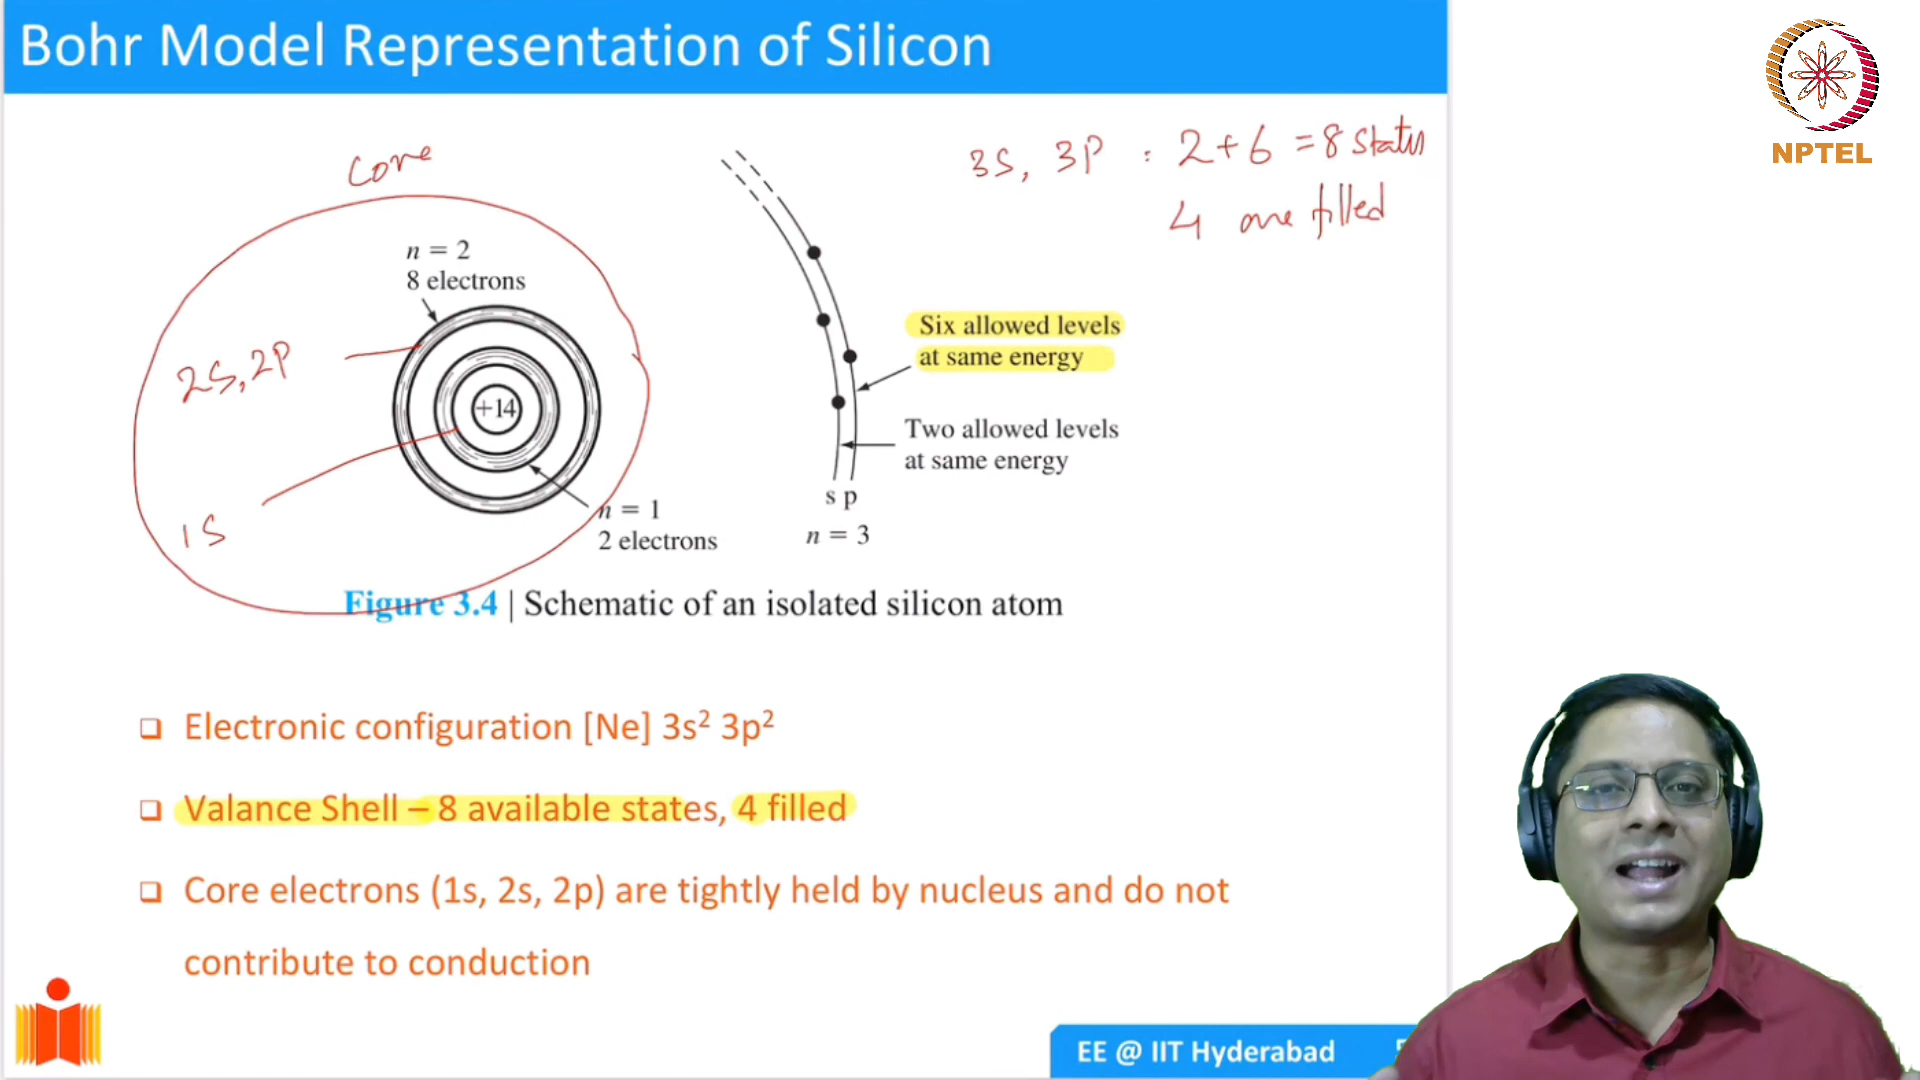 Bohr Model Representation of Silicon
NPTEL
Core
3s, 3p : 2+6 = 8 states
4 are filled
n = 2
8 electrons
2s, 2p
+14
1s
n = 1
2 electrons
Six allowed levels
at same energy
Two allowed levels
at same energy
s p
n = 3
Figure 3.4 | Schematic of an isolated silicon atom
❑ Electronic configuration [Ne] 3s² 3p²
❑ Valance Shell – 8 available states, 4 filled
❑ Core electrons (1s, 2s, 2p) are tightly held by nucleus and do not
contribute to conduction
EE @ IIT Hyderabad